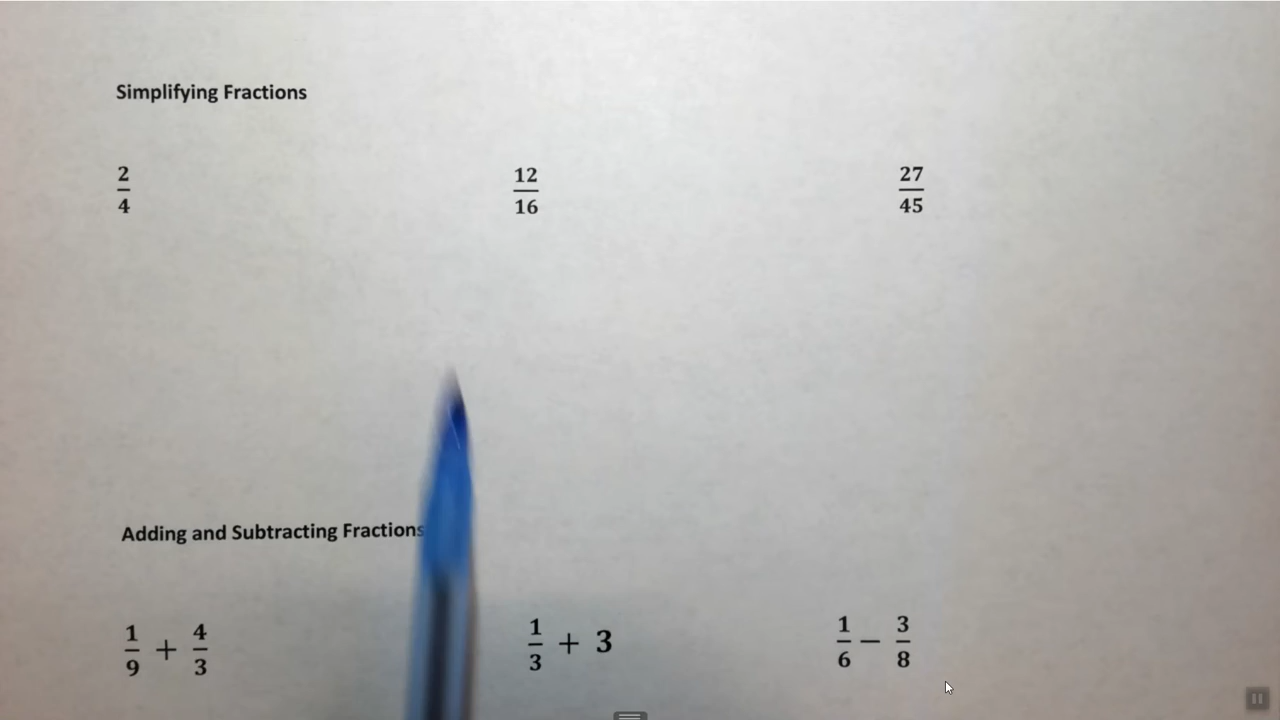 Simplifying Fractions
2/4 12/16 27/45
Adding and Subtracting Fractions
1/9 + 4/3 1/3 + 3 1/6 − 3/8